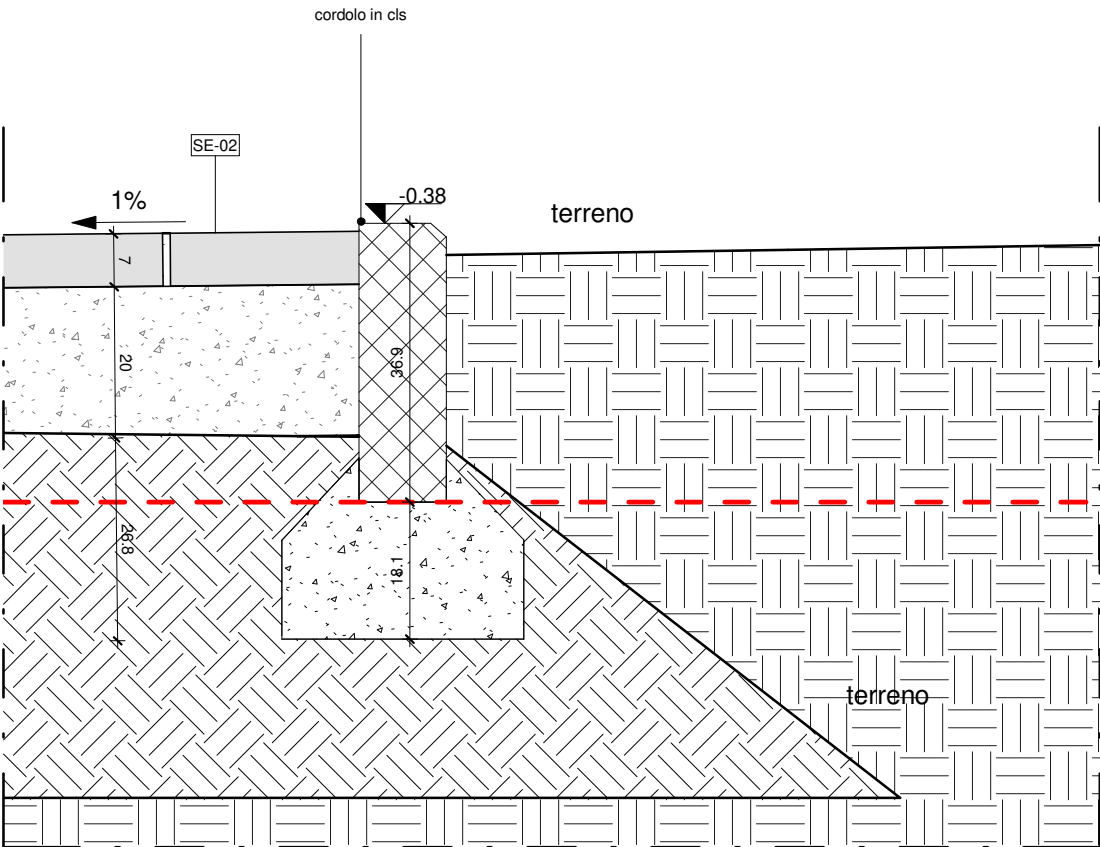 cordolo in cls
SE-02
1%
-0.38
terreno
7
20
36.9
26.8
18.1
terreno